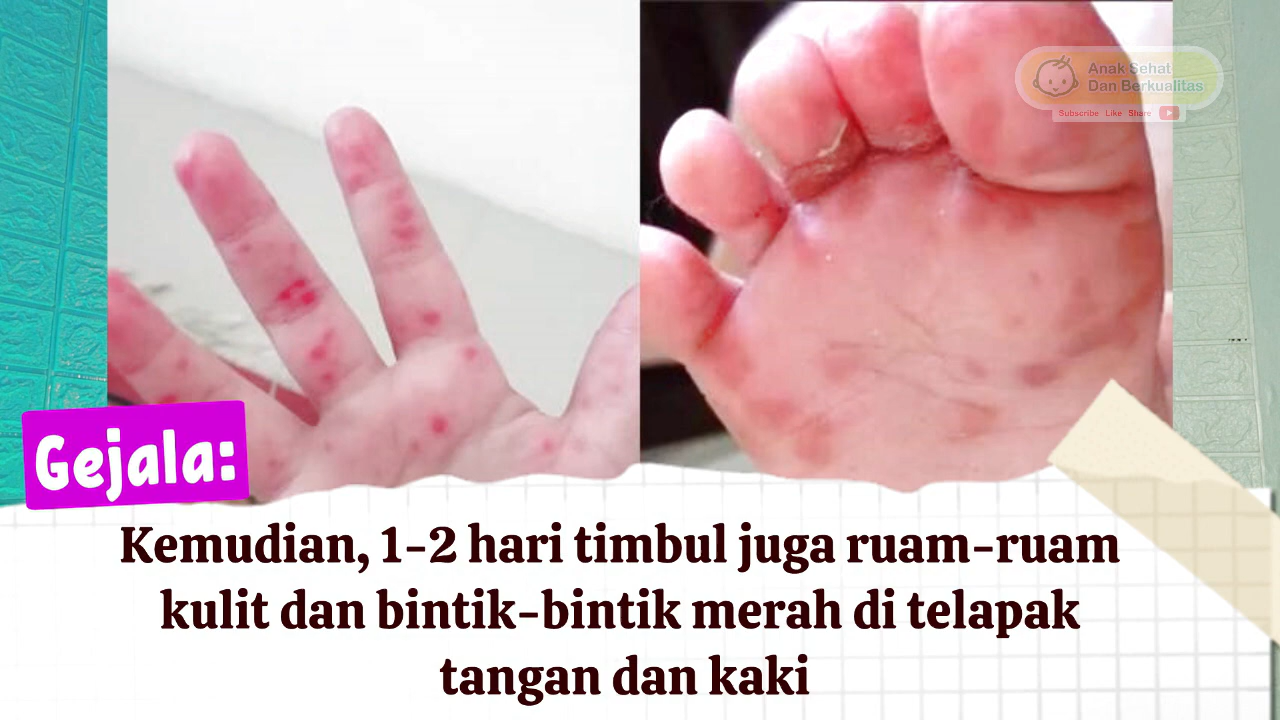 Anak Sehat
Dan Berkualitas
Subscribe Like Share
Gejala:
Kemudian, 1-2 hari timbul juga ruam-ruam
kulit dan bintik-bintik merah di telapak
tangan dan kaki